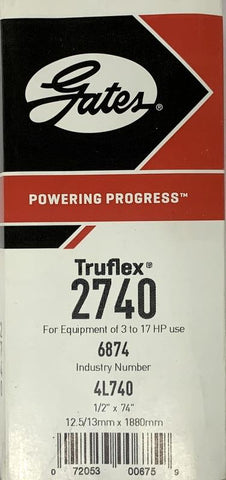 Gates®
POWERING PROGRESS™
Truflex®
2740
For Equipment of 3 to 17 HP use
6874
Industry Number
4L740
1/2" x 74"
12.5/13mm x 1880mm
0 72053 00675 9